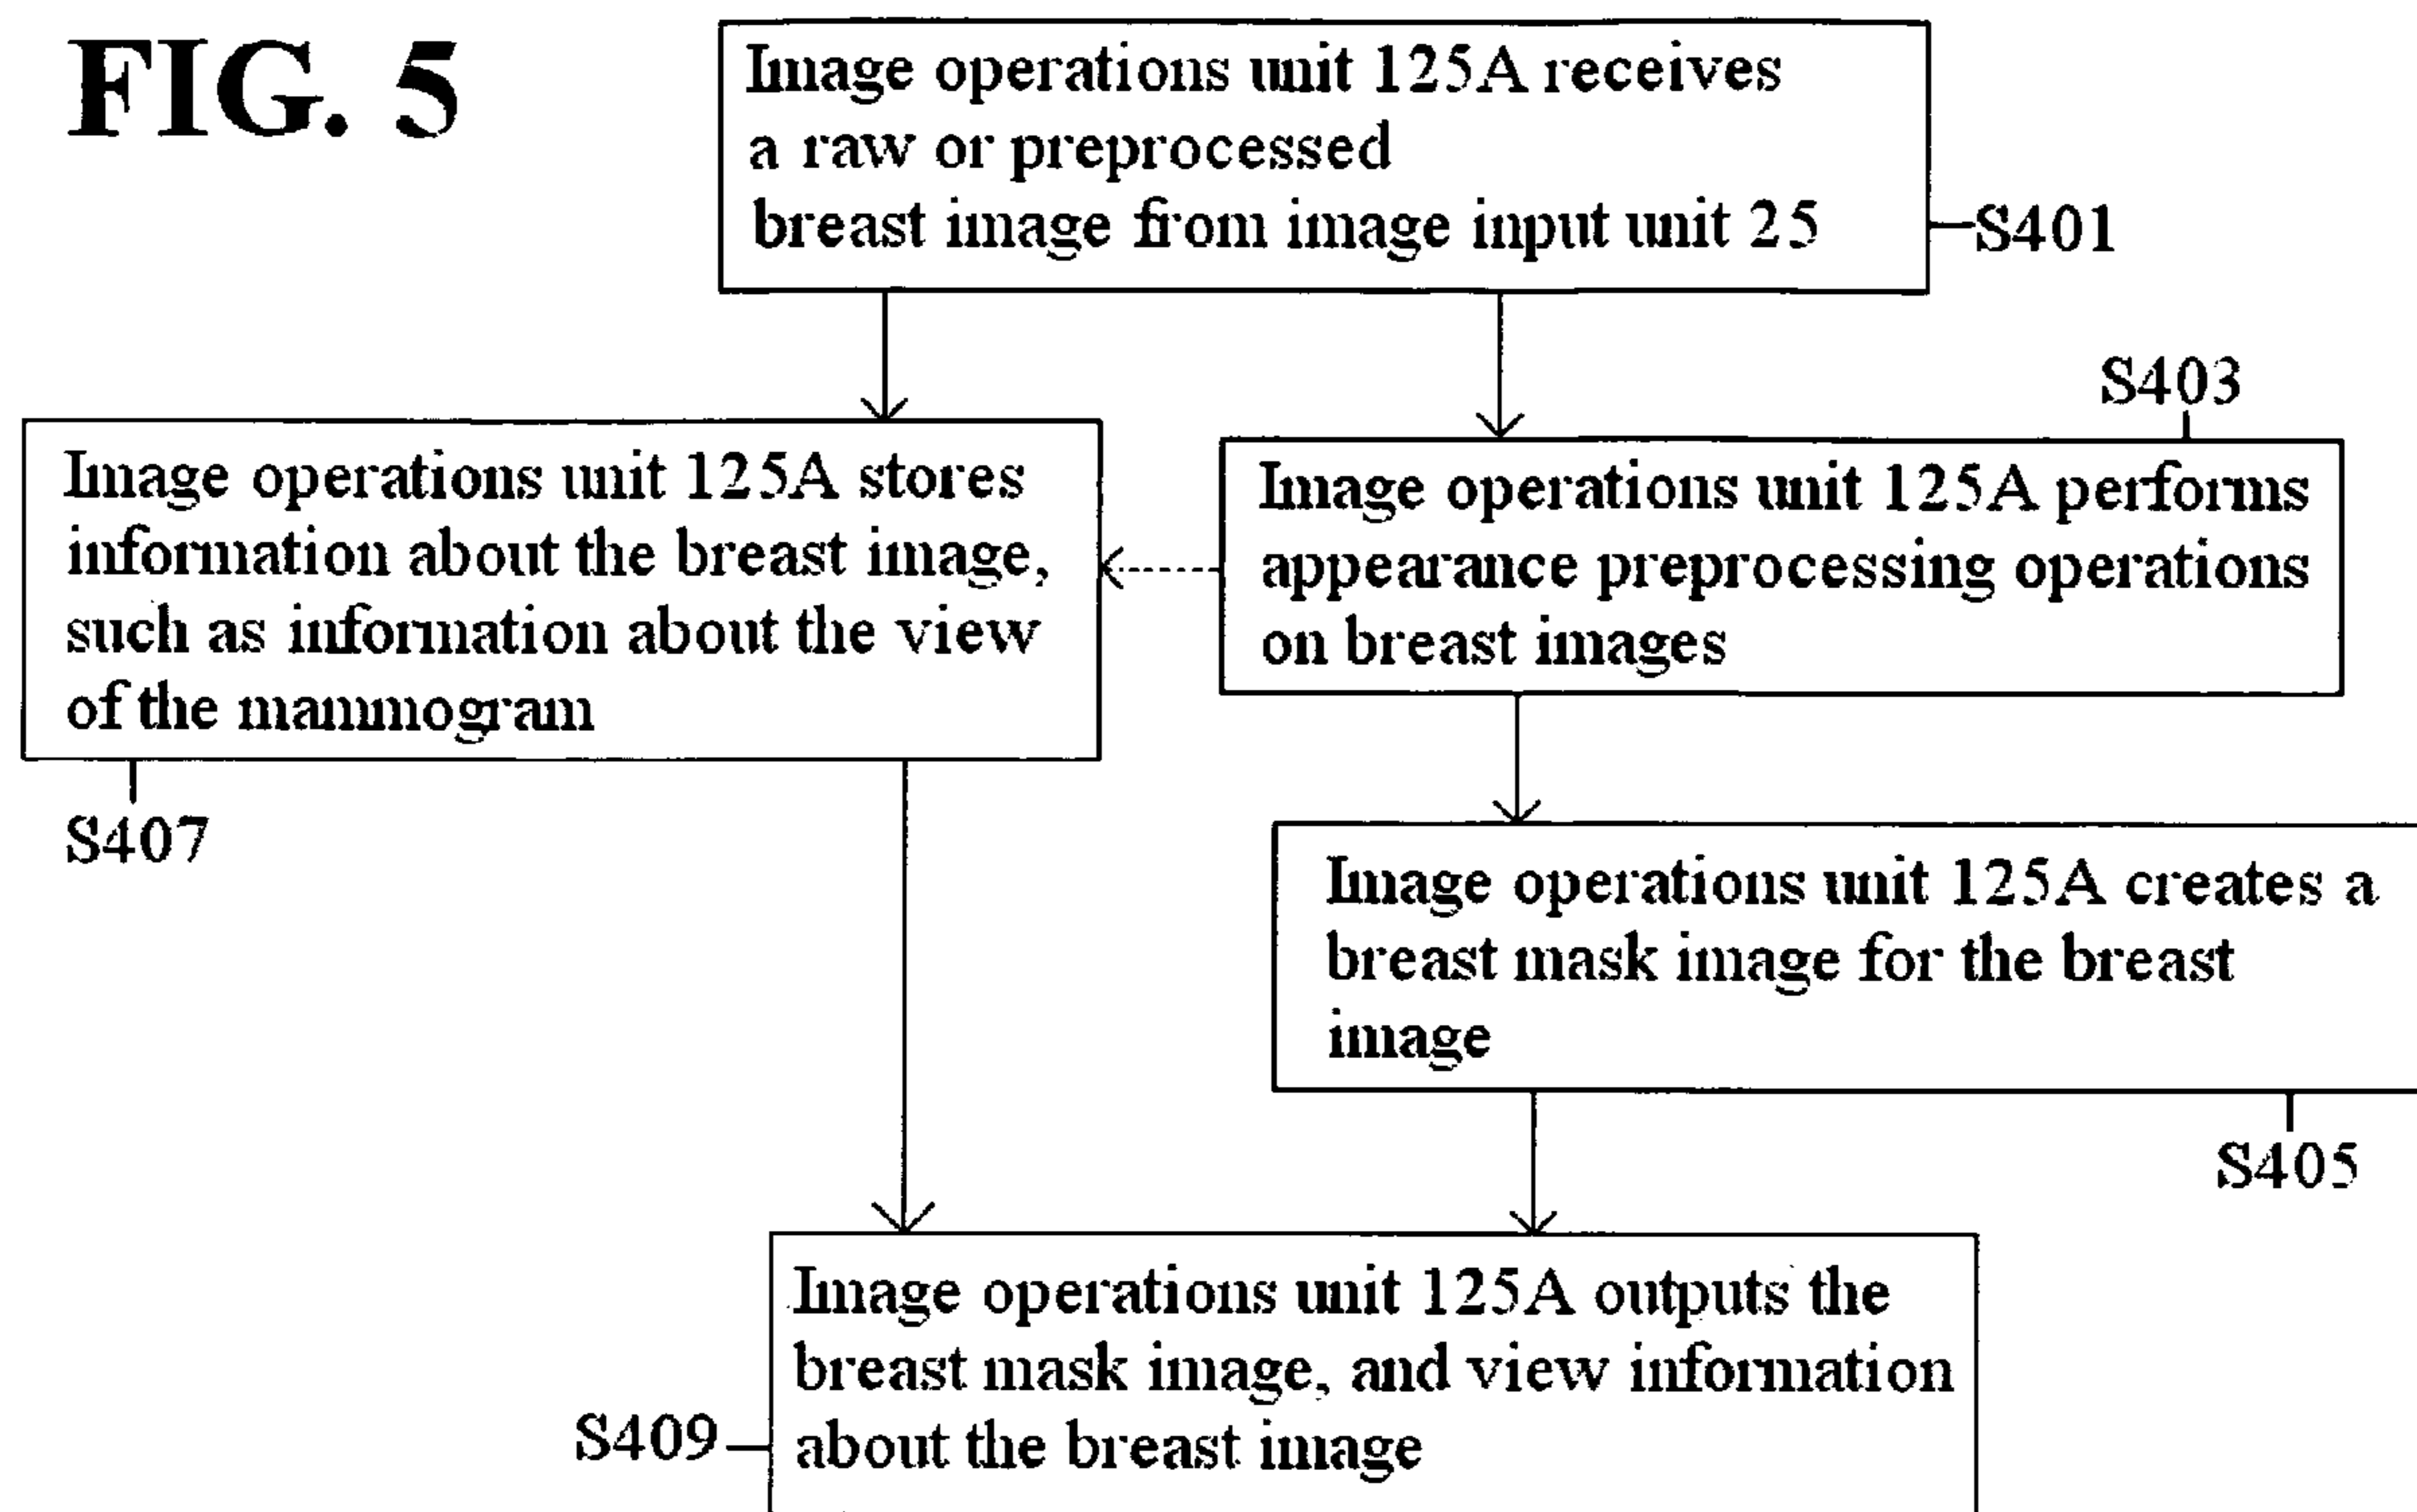 FIG. 5
Image operations unit 125A receives
a raw or preprocessed
breast image from image input unit 25
S401
S403
Image operations unit 125A stores
information about the breast image,
such as information about the view
of the mammogram
S407
Image operations unit 125A performs
appearance preprocessing operations
on breast images
Image operations unit 125A creates a
breast mask image for the breast
image
S405
Image operations unit 125A outputs the
breast mask image, and view information
about the breast image
S409